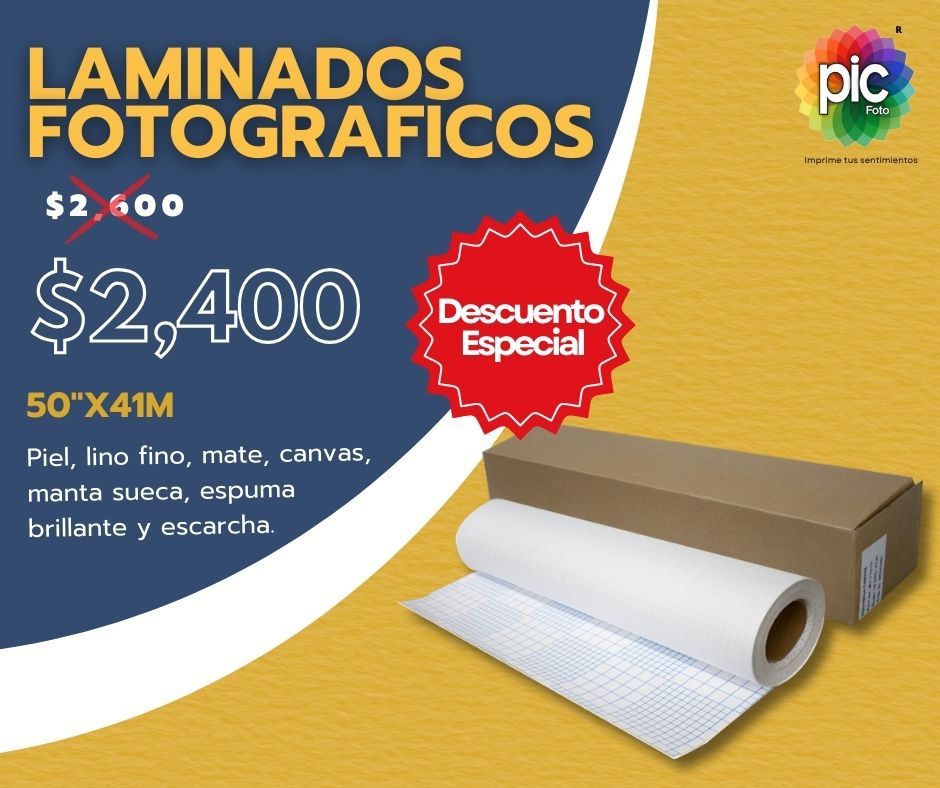 LAMINADOS
FOTOGRAFICOS
$2,600
$2,400
50"X41M
Piel, lino fino, mate, canvas,
manta sueca, espuma
brillante y escarcha.
Descuento
Especial
R
pic
Foto
Imprime tus sentimientos